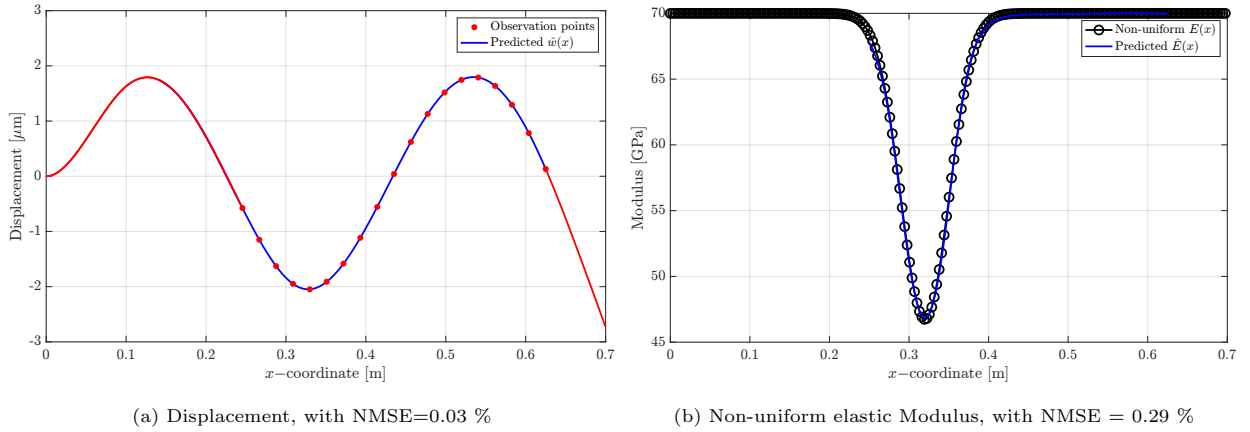 3
2
1
0
-1
-2
-3
Displacement [μm]
0
0.1
0.2
0.3
0.4
0.5
0.6
0.7
x−coordinate [m]
Observation points
Predicted ŵ(x)
(a) Displacement, with NMSE=0.03 %
70
65
60
55
50
45
Modulus [GPa]
0
0.1
0.2
0.3
0.4
0.5
0.6
0.7
x−coordinate [m]
Non-uniform E(x)
Predicted Ê(x)
(b) Non-uniform elastic Modulus, with NMSE = 0.29 %